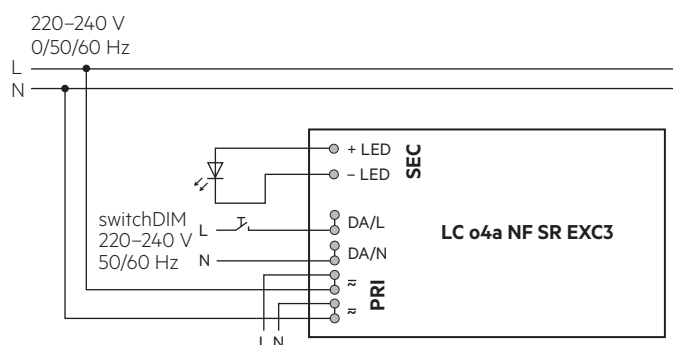 220–240 V
0/50/60 Hz
L
N
+ LED
– LED
SEC
switchDIM
220–240 V
50/60 Hz
L
N
DA/L
DA/N
LC o4a NF SR EXC3
PRI
~
~
L N